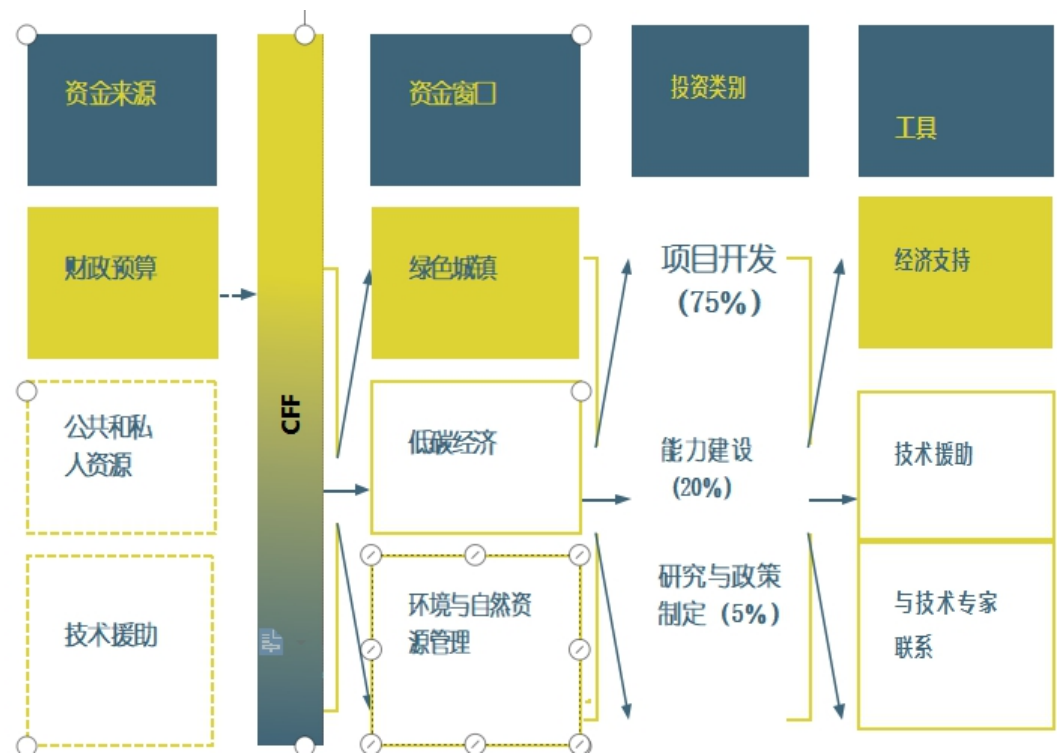 资金来源
资金窗口
投资类别
工具
财政预算
绿色城镇
项目开发
(75%)
经济支持
CFF
公共和私
人资源
低碳经济
能力建设
(20%)
技术援助
技术援助
环境与自然资
源管理
研究与政策
制定 (5%)
与技术专家
联系